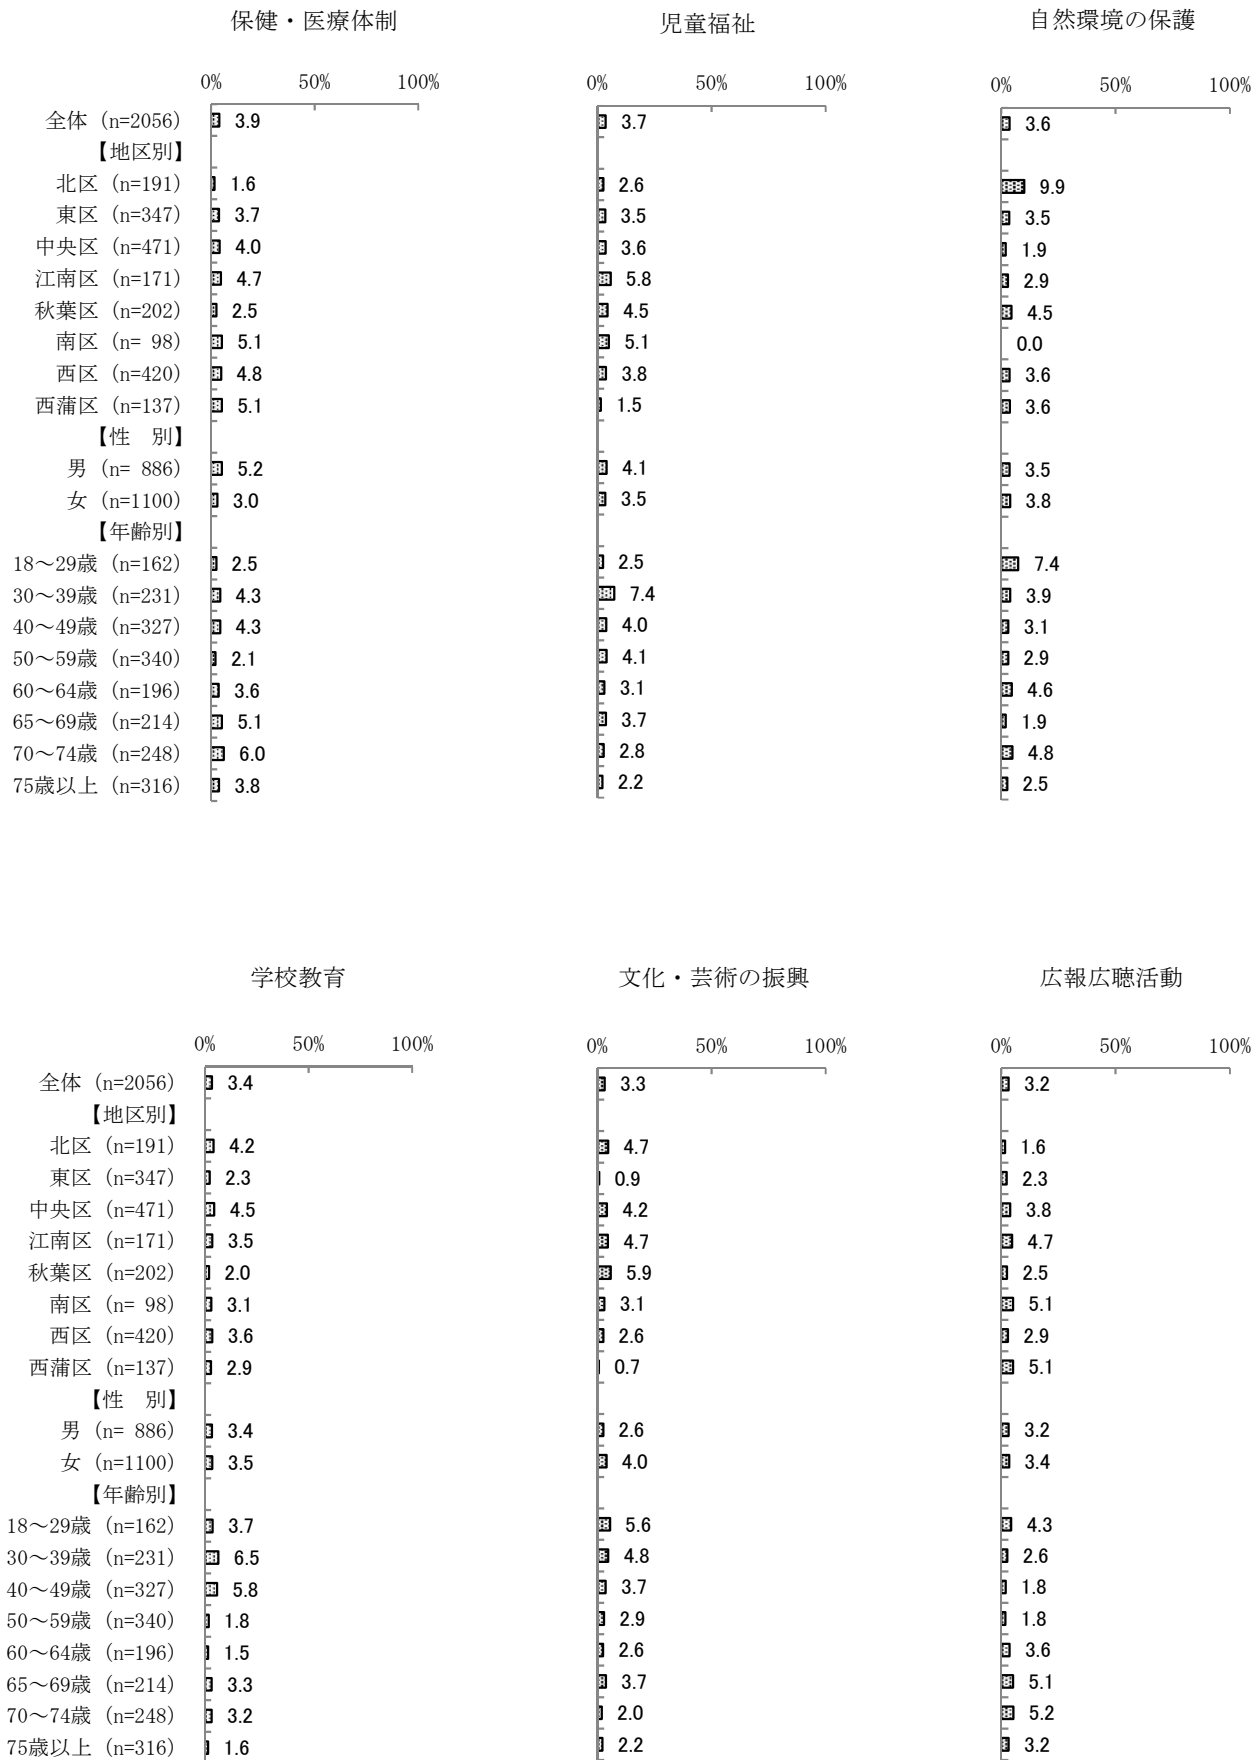 保健・医療体制 児童福祉 自然環境の保護
0% 50% 100% 0% 50% 100% 0% 50% 100%
全体 (n=2056) 3.9 3.7 3.6
【地区別】
北区 (n=191) 1.6 2.6 9.9
東区 (n=347) 3.7 3.5 3.5
中央区 (n=471) 4.0 3.6 1.9
江南区 (n=171) 4.7 5.8 2.9
秋葉区 (n=202) 2.5 4.5 4.5
南区 (n= 98) 5.1 5.1 0.0
西区 (n=420) 4.8 3.8 3.6
西蒲区 (n=137) 5.1 1.5 3.6
【性　別】
男 (n= 886) 5.2 4.1 3.5
女 (n=1100) 3.0 3.5 3.8
【年齢別】
18～29歳 (n=162) 2.5 2.5 7.4
30～39歳 (n=231) 4.3 7.4 3.9
40～49歳 (n=327) 4.3 4.0 3.1
50～59歳 (n=340) 2.1 4.1 2.9
60～64歳 (n=196) 3.6 3.1 4.6
65～69歳 (n=214) 5.1 3.7 1.9
70～74歳 (n=248) 6.0 2.8 4.8
75歳以上 (n=316) 3.8 2.2 2.5
学校教育 文化・芸術の振興 広報広聴活動
0% 50% 100% 0% 50% 100% 0% 50% 100%
全体 (n=2056) 3.4 3.3 3.2
【地区別】
北区 (n=191) 4.2 4.7 1.6
東区 (n=347) 2.3 0.9 2.3
中央区 (n=471) 4.5 4.2 3.8
江南区 (n=171) 3.5 4.7 4.7
秋葉区 (n=202) 2.0 5.9 2.5
南区 (n= 98) 3.1 3.1 5.1
西区 (n=420) 3.6 2.6 2.9
西蒲区 (n=137) 2.9 0.7 5.1
【性　別】
男 (n= 886) 3.4 2.6 3.2
女 (n=1100) 3.5 4.0 3.4
【年齢別】
18～29歳 (n=162) 3.7 5.6 4.3
30～39歳 (n=231) 6.5 4.8 2.6
40～49歳 (n=327) 5.8 3.7 1.8
50～59歳 (n=340) 1.8 2.9 1.8
60～64歳 (n=196) 1.5 2.6 3.6
65～69歳 (n=214) 3.3 3.7 5.1
70～74歳 (n=248) 3.2 2.0 5.2
75歳以上 (n=316) 1.6 2.2 3.2